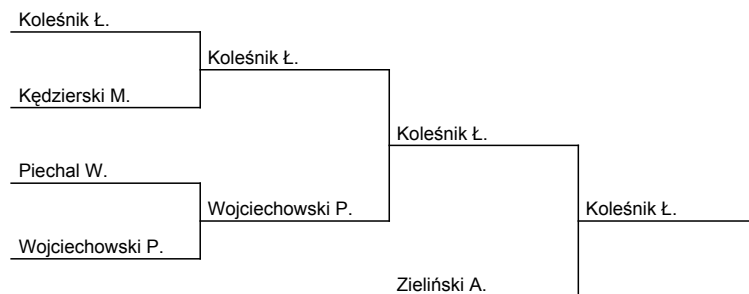 Koleśnik Ł.
Koleśnik Ł.
Kędzierski M.
Koleśnik Ł.
Piechal W.
Wojciechowski P.
Koleśnik Ł.
Wojciechowski P.
Zieliński A.